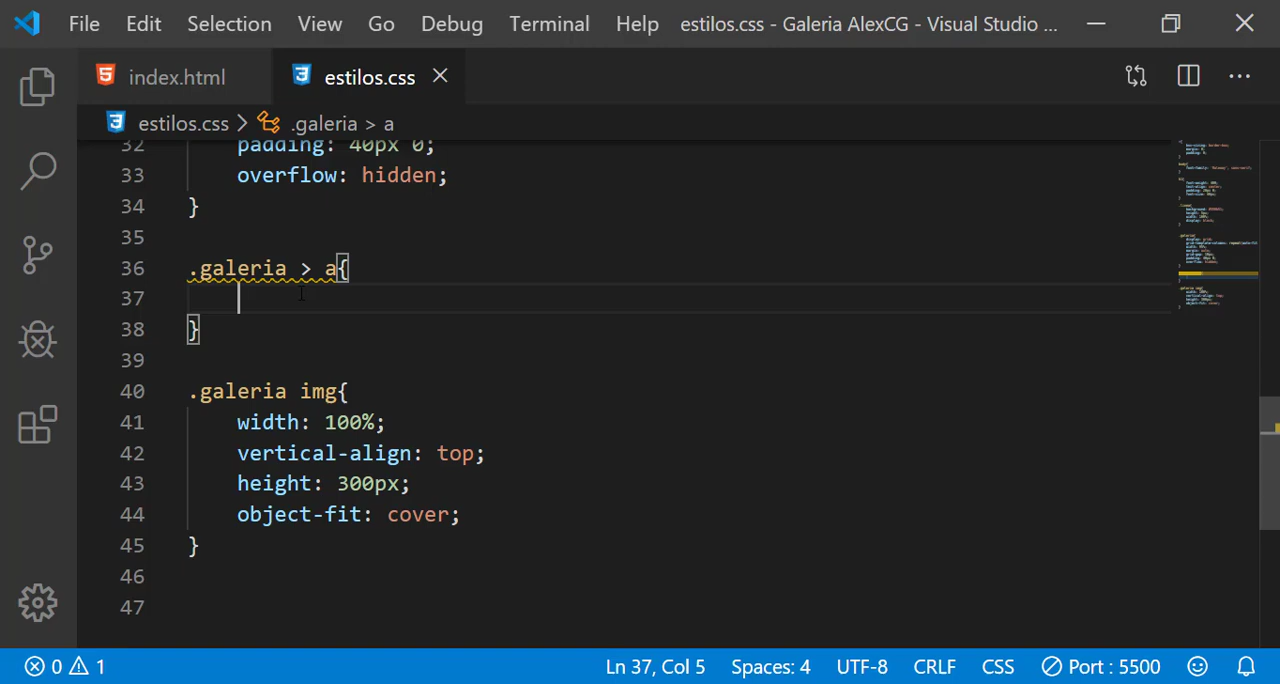 File Edit Selection View Go Debug Terminal Help estilos.css - Galeria AlexCG - Visual Studio ...
index.html estilos.css
estilos.css > .galeria > a
32 padding: 40px 0;
33 overflow: hidden;
34 }
35
36 .galeria > a{
37
38 }
39
40 .galeria img{
41 width: 100%;
42 vertical-align: top;
43 height: 300px;
44 object-fit: cover;
45 }
46
47
0 1 Ln 37, Col 5 Spaces: 4 UTF-8 CRLF CSS Port : 5500